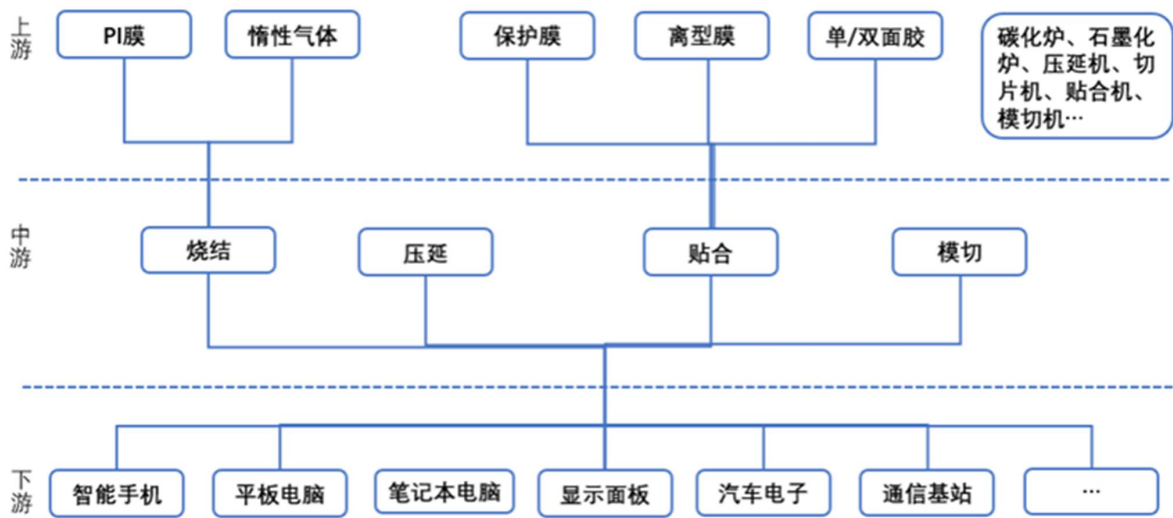 上游
PI膜
惰性气体
保护膜
离型膜
单/双面胶
碳化炉、石墨化
炉、压延机、切
片机、贴合机、
模切机…
中游
烧结
压延
贴合
模切
下游
智能手机
平板电脑
笔记本电脑
显示面板
汽车电子
通信基站
…